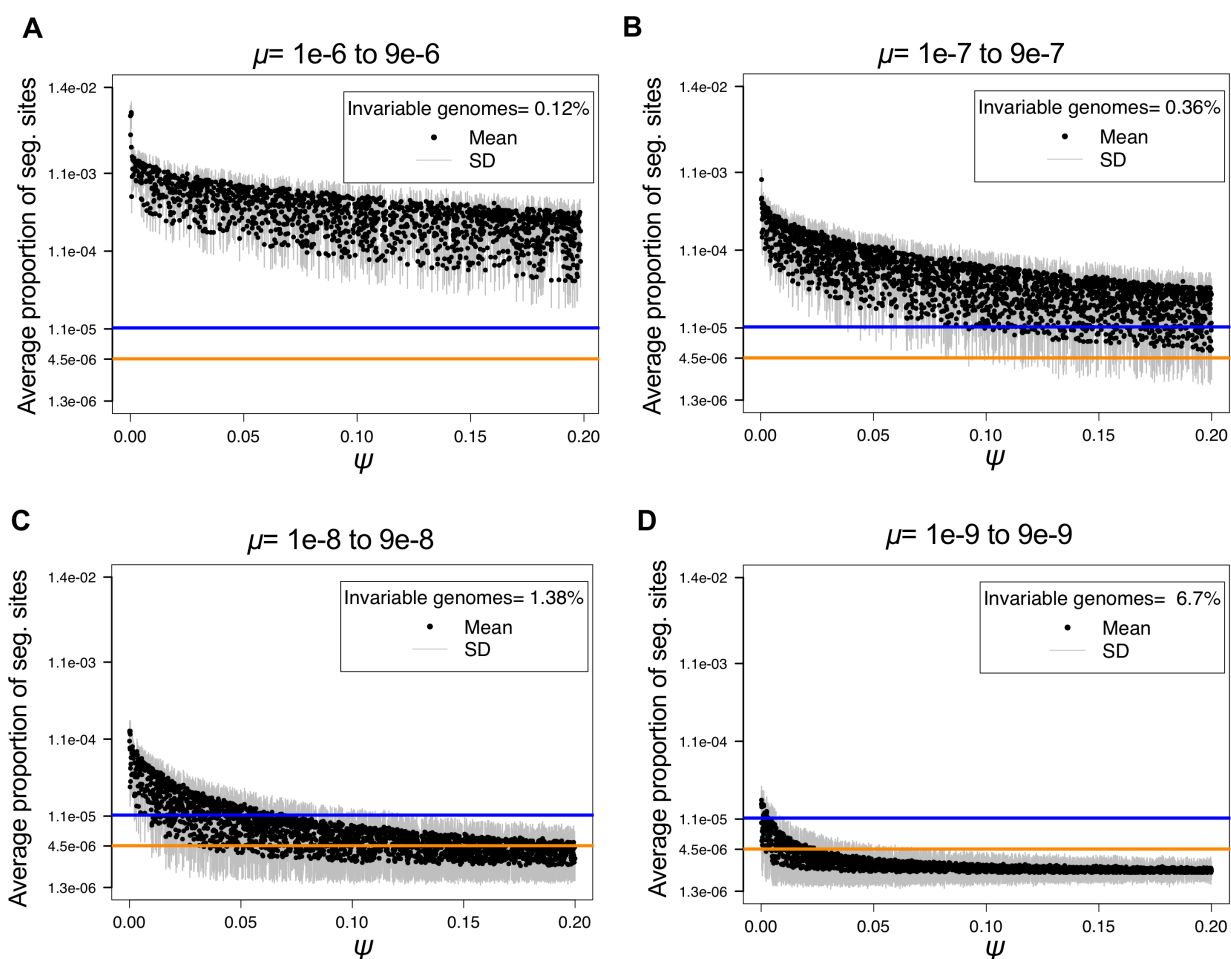 A
μ= 1e-6 to 9e-6
Average proportion of seg. sites
1.4e-02
1.1e-03
1.1e-04
1.1e-05
4.5e-06
1.3e-06
Invariable genomes= 0.12%
Mean
SD
0.00 0.05 0.10 0.15 0.20
ψ
B
μ= 1e-7 to 9e-7
Average proportion of seg. sites
1.4e-02
1.1e-03
1.1e-04
1.1e-05
4.5e-06
1.3e-06
Invariable genomes= 0.36%
Mean
SD
0.00 0.05 0.10 0.15 0.20
ψ
C
μ= 1e-8 to 9e-8
Average proportion of seg. sites
1.4e-02
1.1e-03
1.1e-04
1.1e-05
4.5e-06
1.3e-06
Invariable genomes= 1.38%
Mean
SD
0.00 0.05 0.10 0.15 0.20
ψ
D
μ= 1e-9 to 9e-9
Average proportion of seg. sites
1.4e-02
1.1e-03
1.1e-04
1.1e-05
4.5e-06
1.3e-06
Invariable genomes= 6.7%
Mean
SD
0.00 0.05 0.10 0.15 0.20
ψ